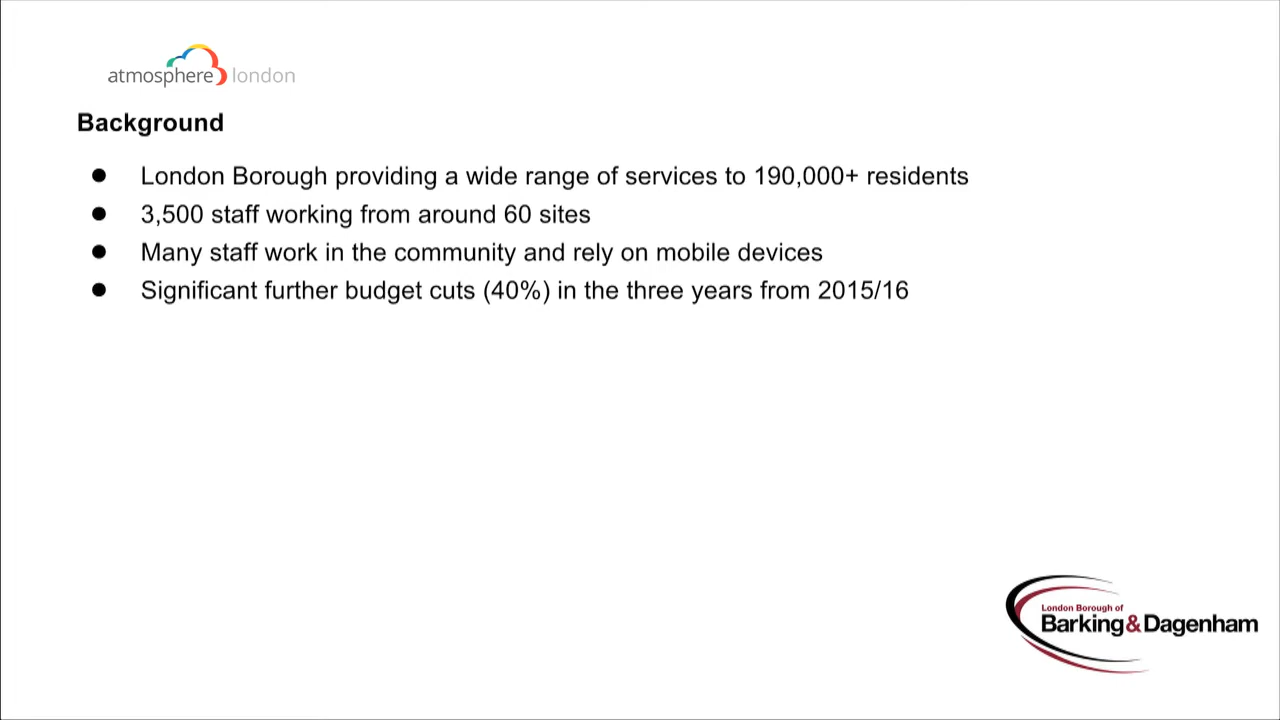 atmosphere london
Background
● London Borough providing a wide range of services to 190,000+ residents
● 3,500 staff working from around 60 sites
● Many staff work in the community and rely on mobile devices
● Significant further budget cuts (40%) in the three years from 2015/16
London Borough of
Barking&Dagenham